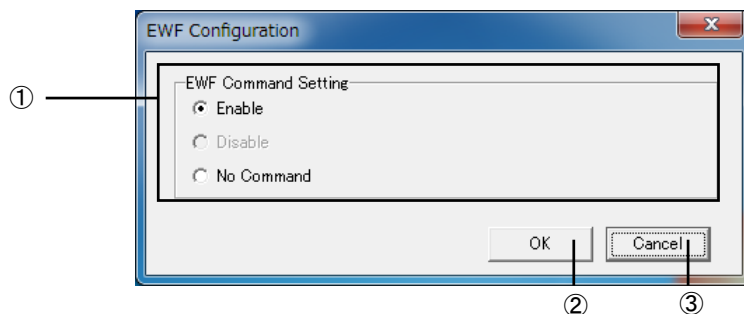 EWF Configuration
EWF Command Setting
①
Enable
Disable
No Command
OK
Cancel
②
③